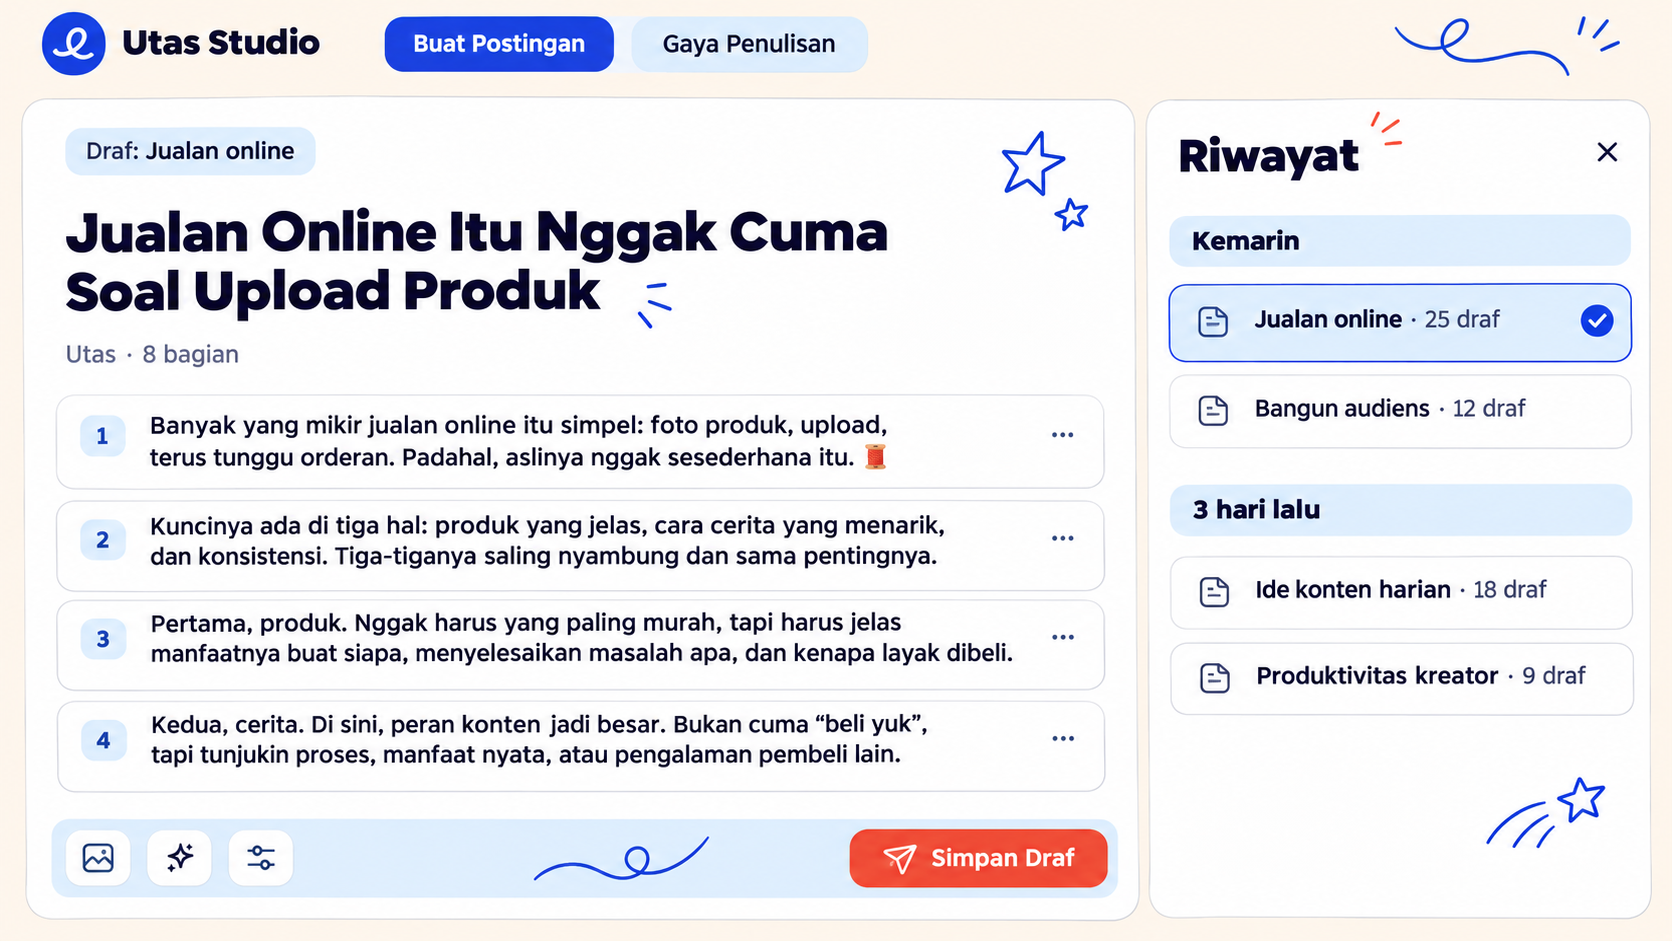 Utas Studio
Buat Postingan
Gaya Penulisan
Draf: Jualan online
Jualan Online Itu Nggak Cuma
Soal Upload Produk
Utas · 8 bagian
1
Banyak yang mikir jualan online itu simpel: foto produk, upload,
terus tunggu orderan. Padahal, aslinya nggak sesederhana itu. 🧵
2
Kuncinya ada di tiga hal: produk yang jelas, cara cerita yang menarik,
dan konsistensi. Tiga-tiganya saling nyambung dan sama pentingnya.
3
Pertama, produk. Nggak harus yang paling murah, tapi harus jelas
manfaatnya buat siapa, menyelesaikan masalah apa, dan kenapa layak dibeli.
4
Kedua, cerita. Di sini, peran konten jadi besar. Bukan cuma “beli yuk”,
tapi tunjukin proses, manfaat nyata, atau pengalaman pembeli lain.
Simpan Draf
Riwayat
Kemarin
Jualan online · 25 draf
Bangun audiens · 12 draf
3 hari lalu
Ide konten harian · 18 draf
Produktivitas kreator · 9 draf